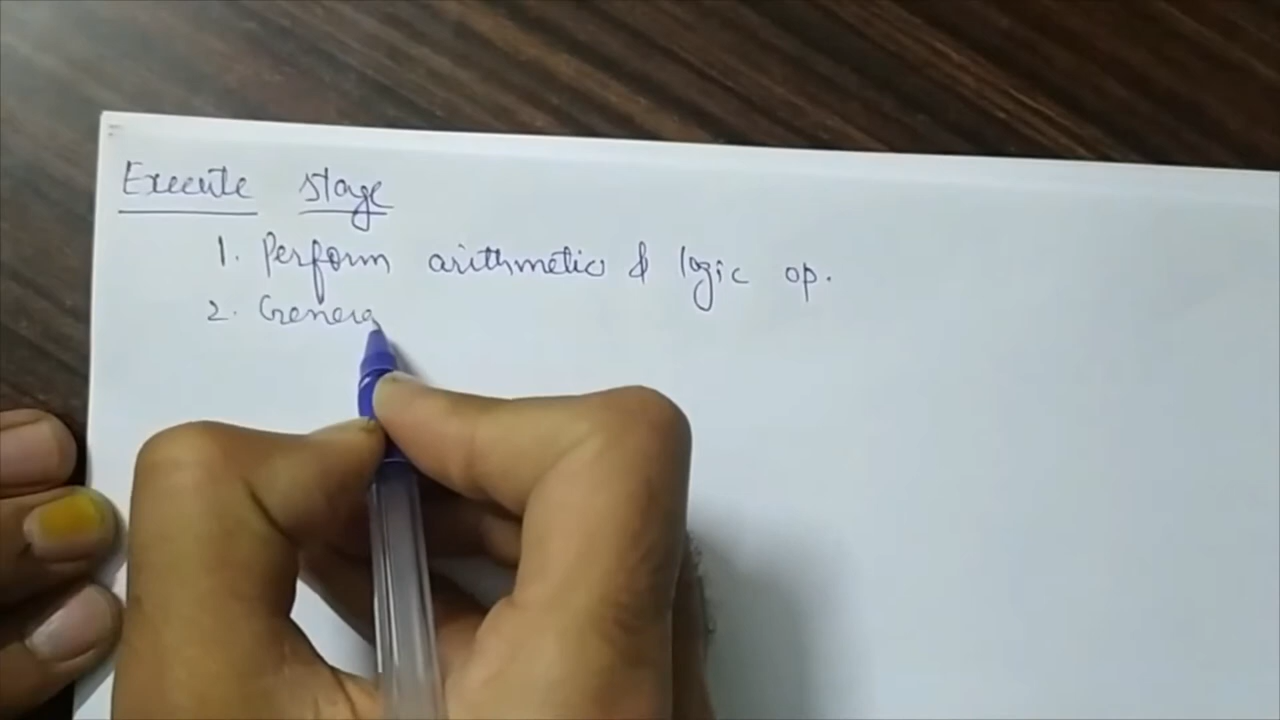 Execute stage
1. Perform arithmetic & logic op.
2. Genera